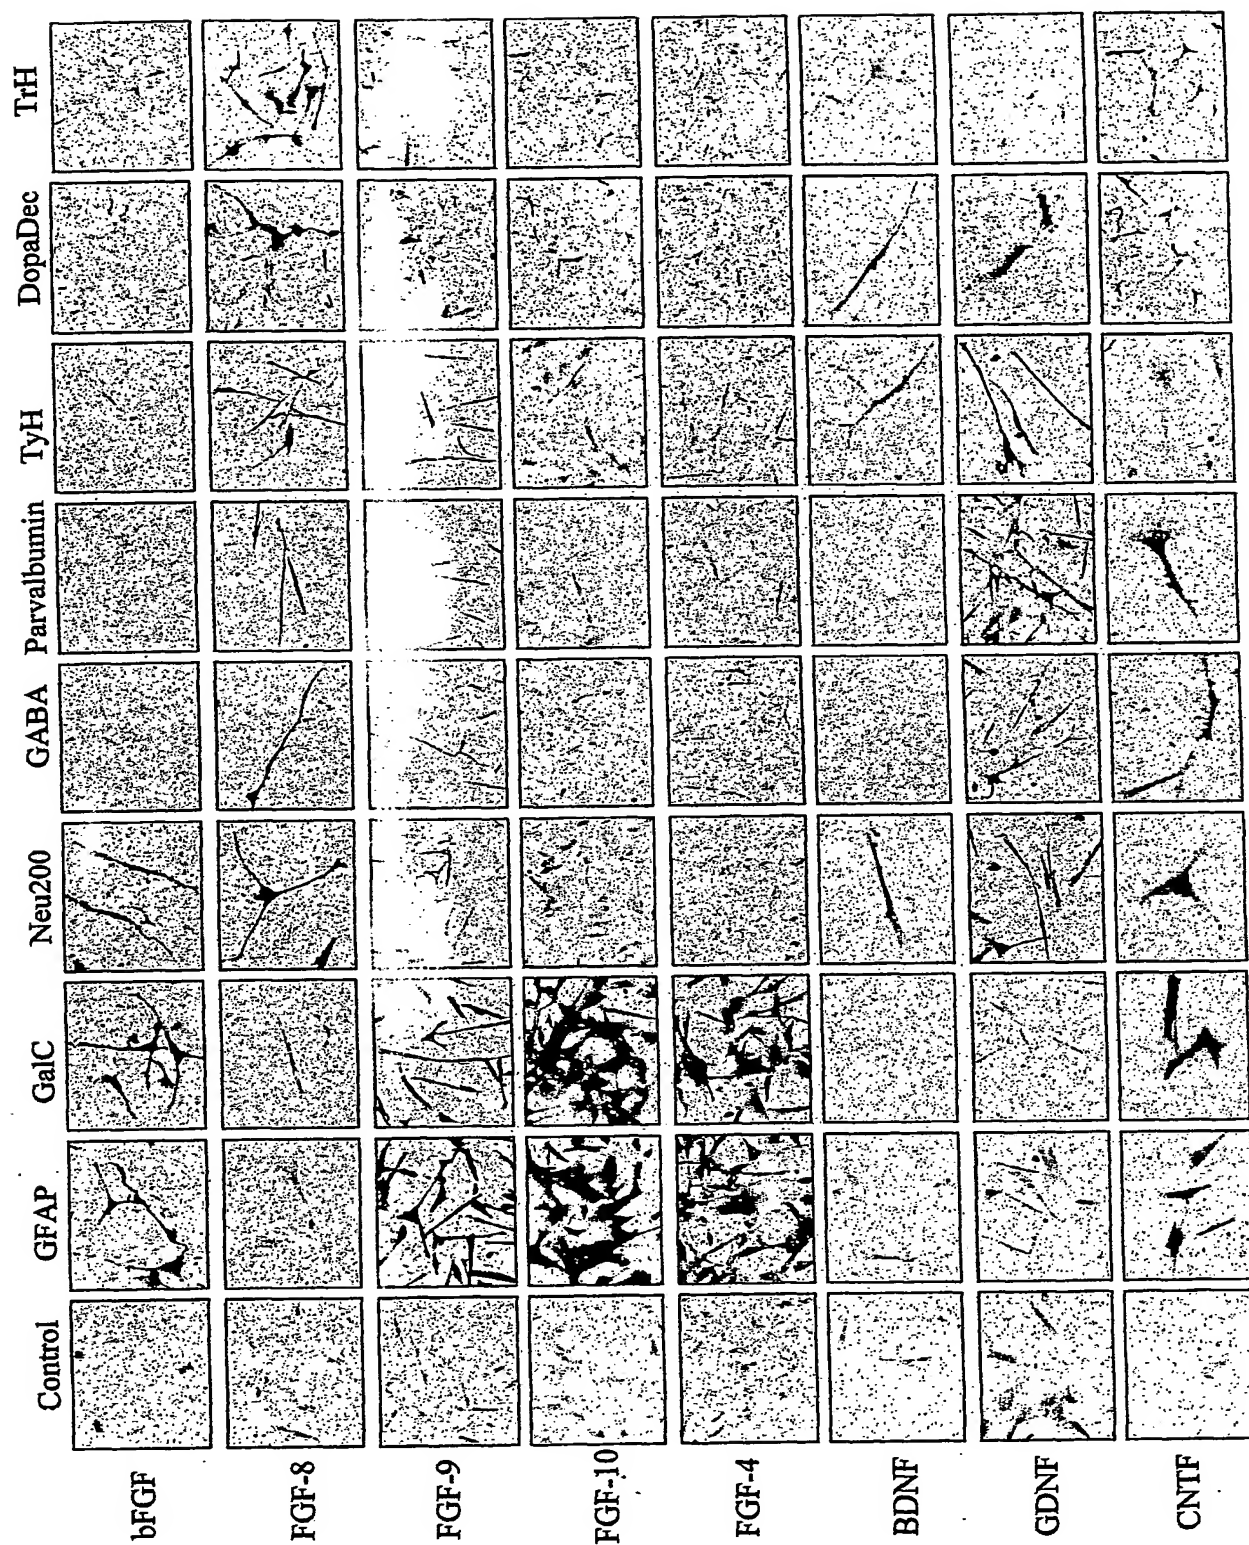 Control
GFAP
GalC
Neu200
GABA
Parvalbumin
TyH
DopaDec
TrH
bFGF
FGF-8
FGF-9
FGF-10
FGF-4
BDNF
GDNF
CNTF